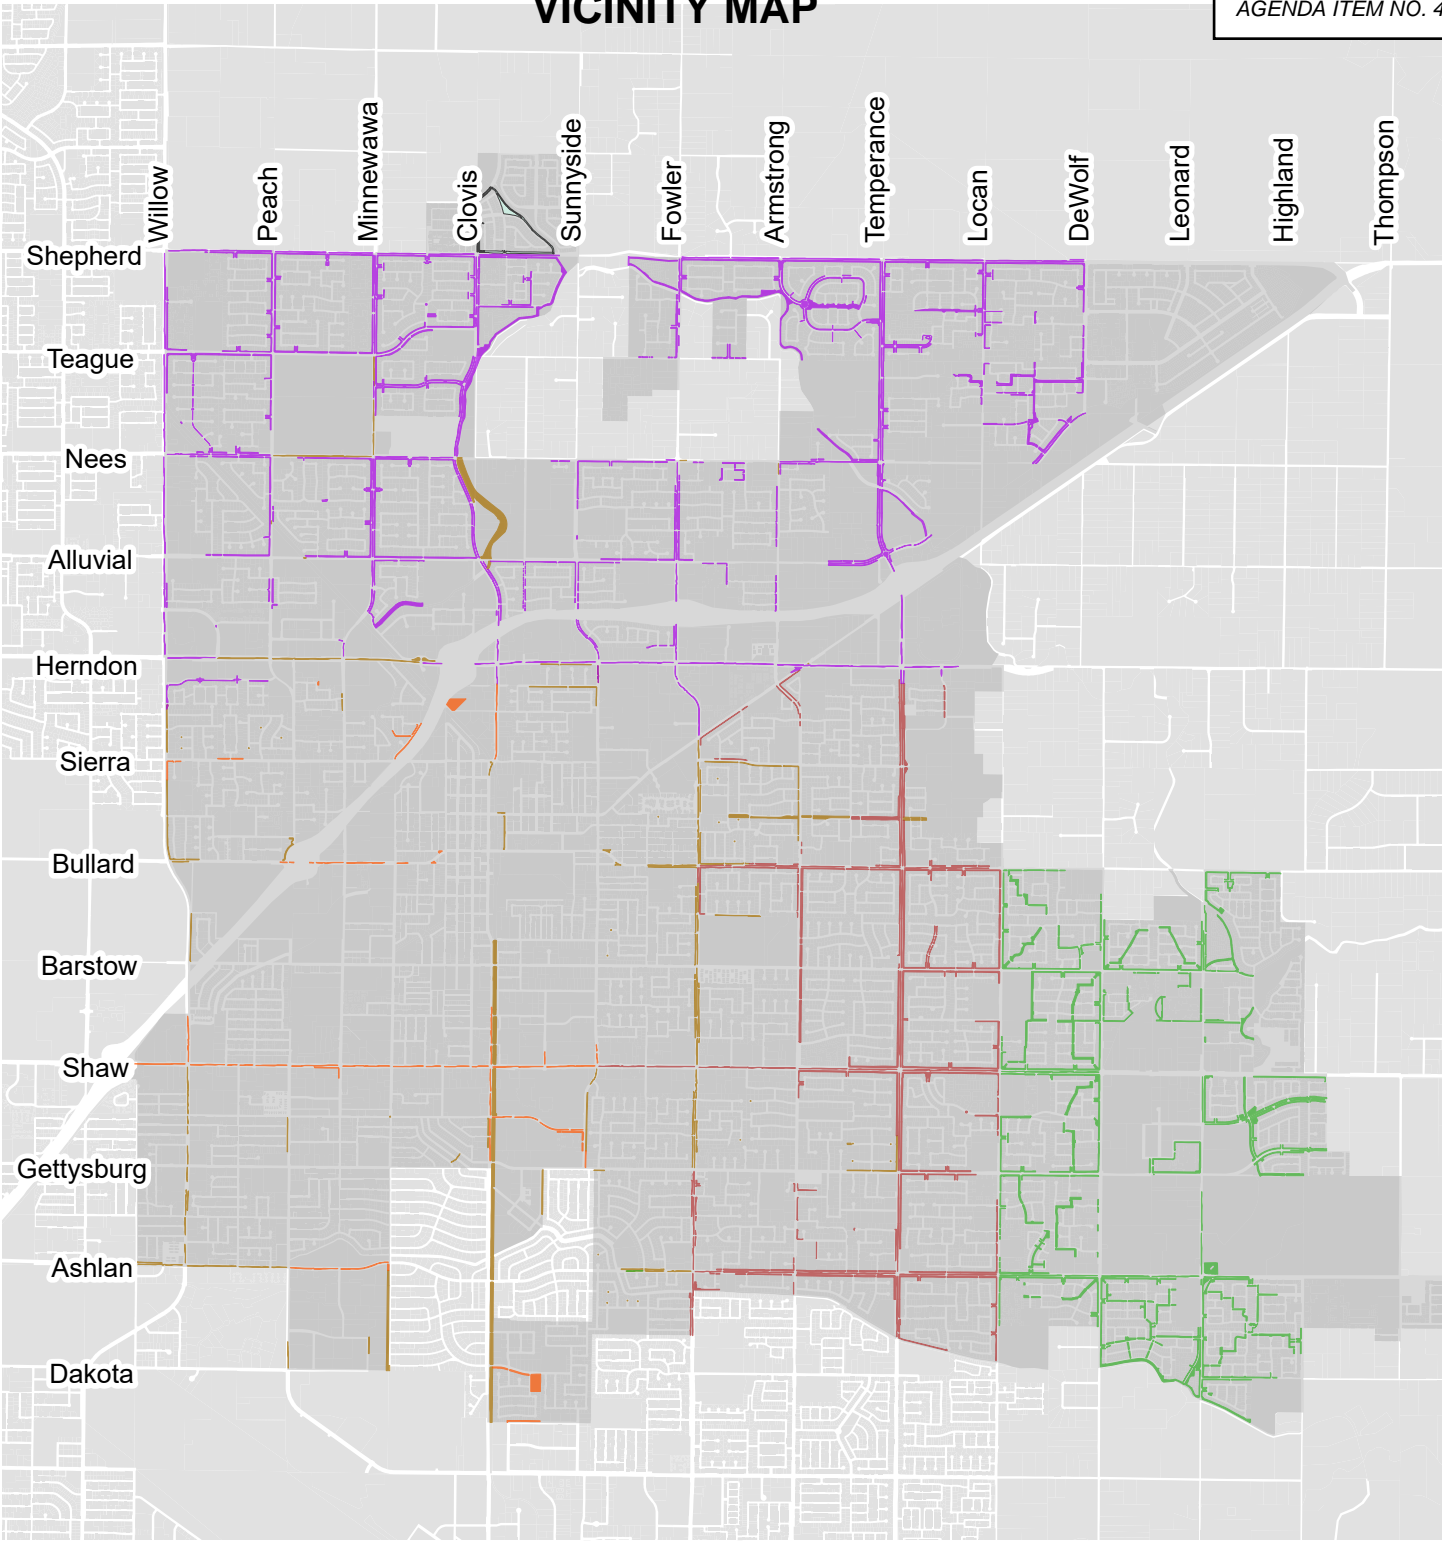 VICINITY MAP
AGENDA ITEM NO. 4
Willow
Peach
Minnewawa
Clovis
Sunnyside
Fowler
Armstrong
Temperance
Locan
DeWolf
Leonard
Highland
Thompson
Shepherd
Teague
Nees
Alluvial
Herndon
Sierra
Bullard
Barstow
Shaw
Gettysburg
Ashlan
Dakota